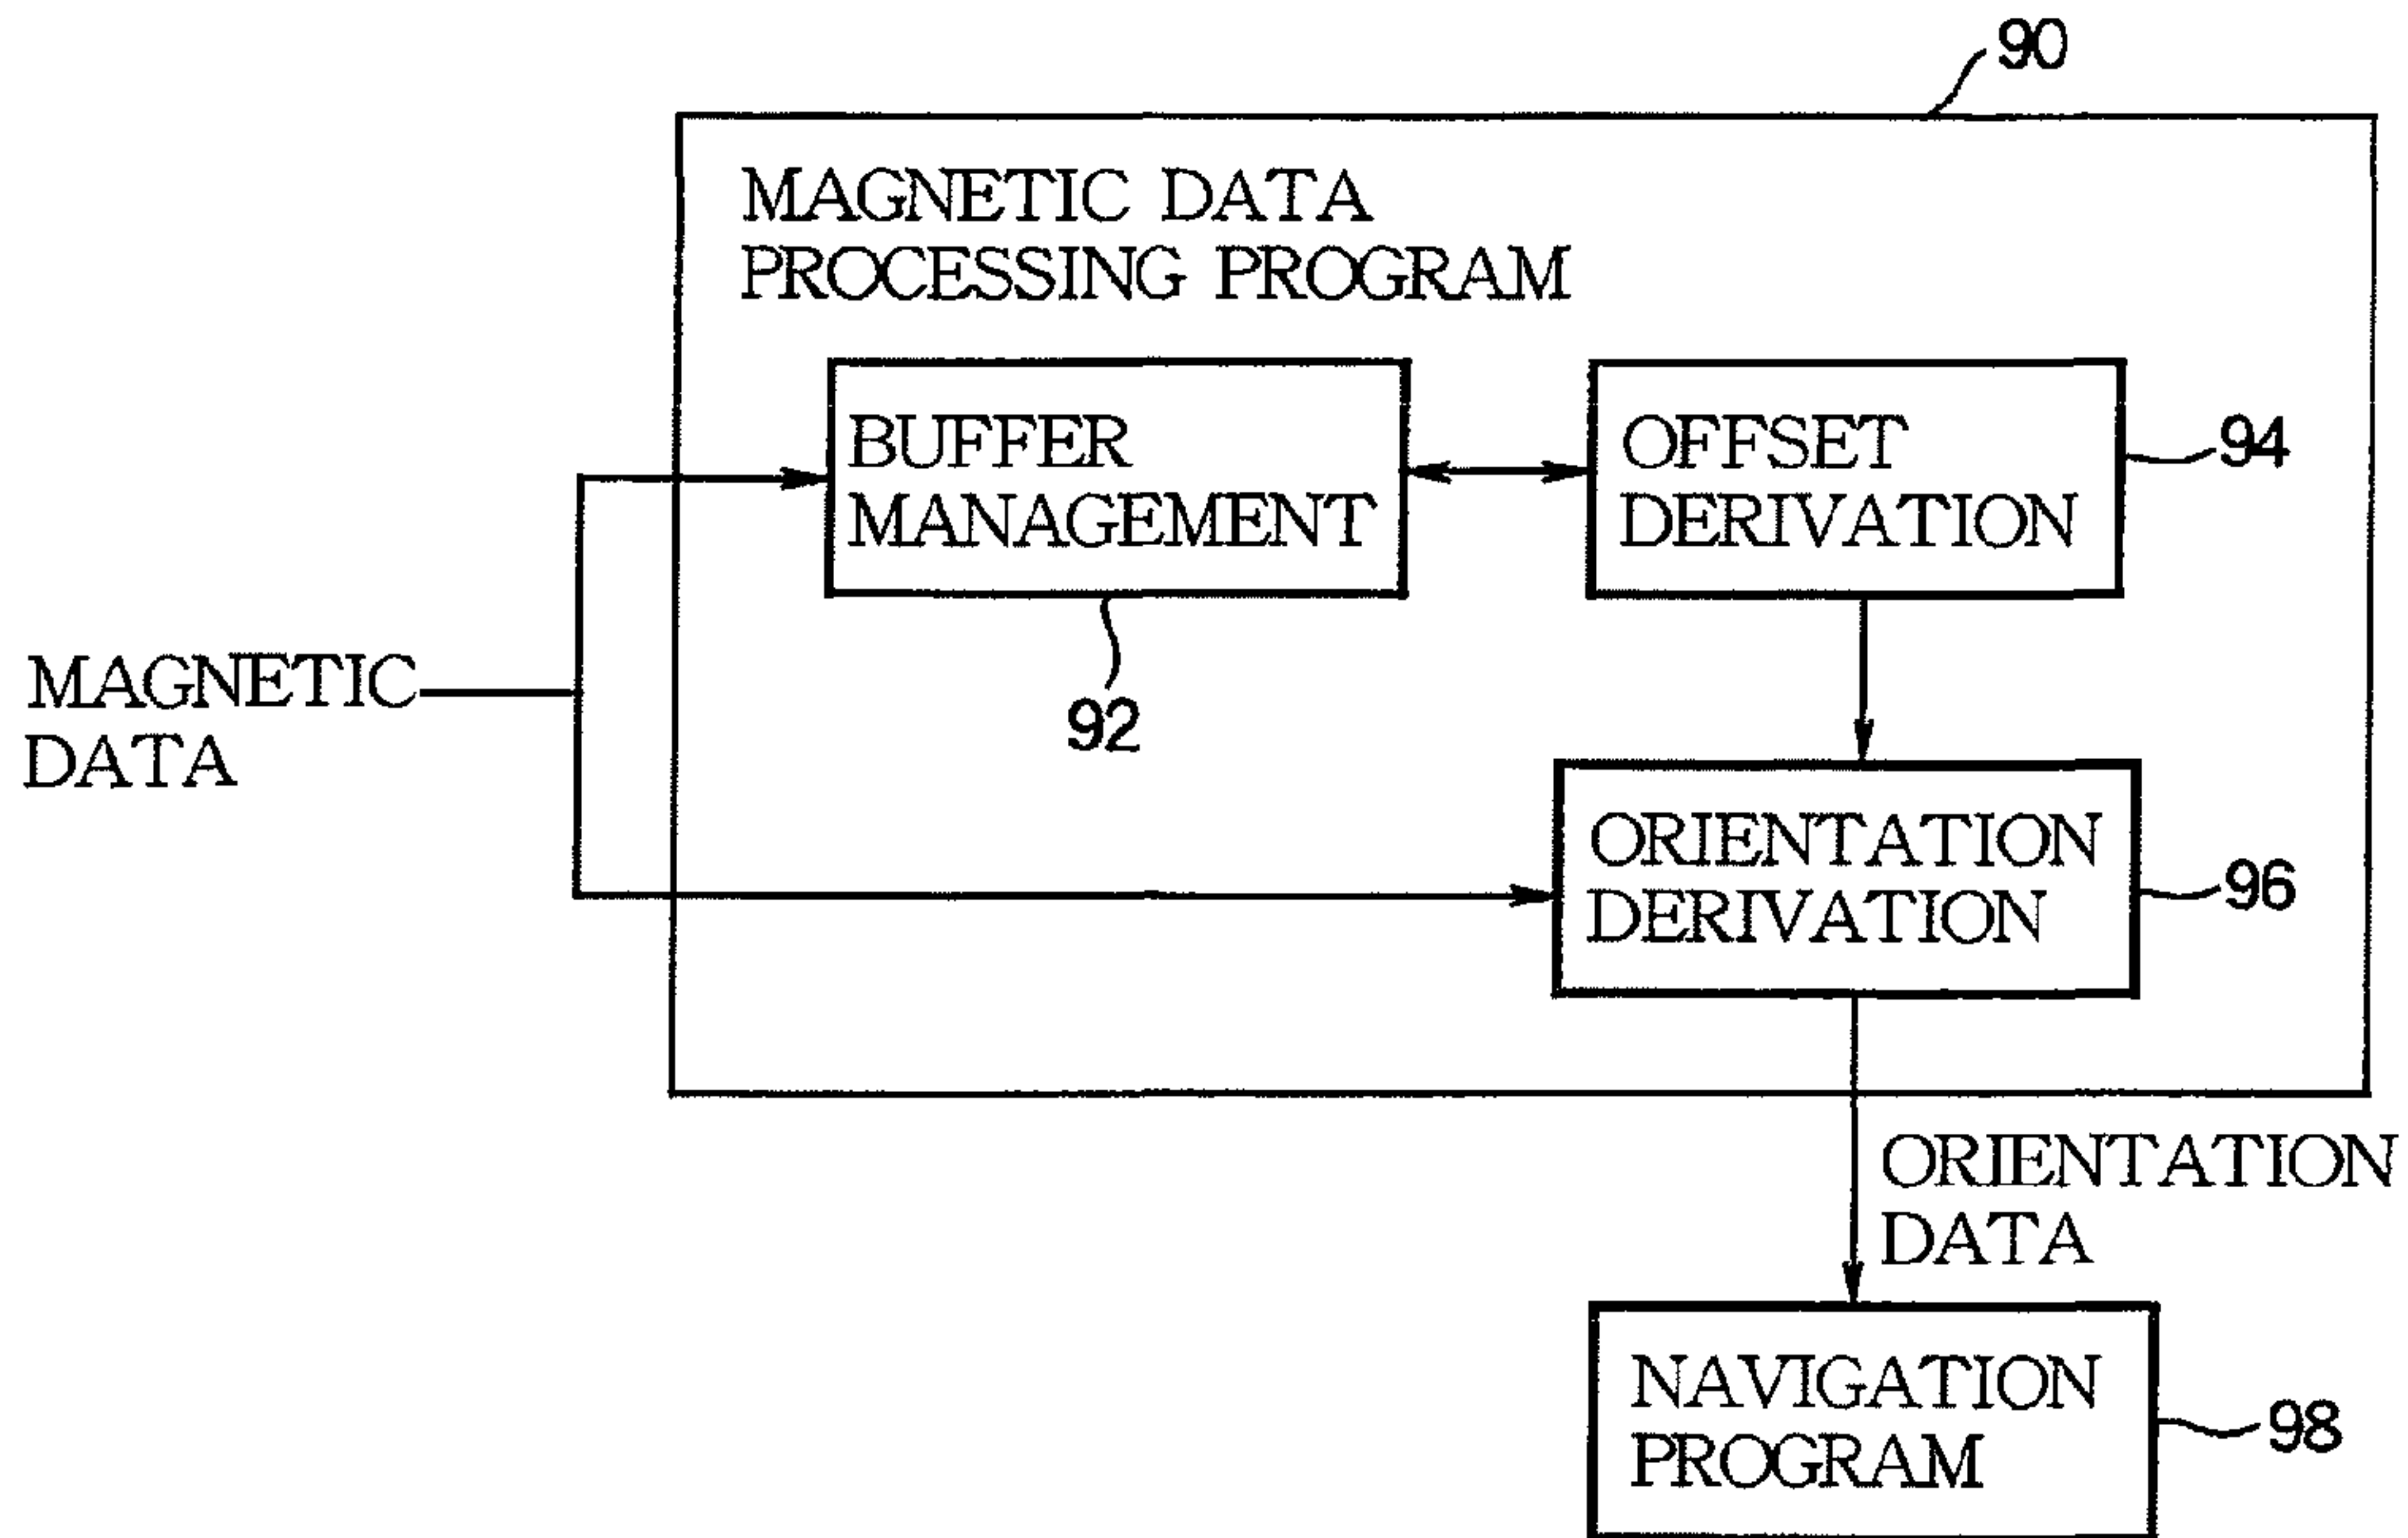 90
MAGNETIC DATA
PROCESSING PROGRAM
BUFFER
MANAGEMENT
92
OFFSET
DERIVATION
94
MAGNETIC
DATA
ORIENTATION
DERIVATION
96
ORIENTATION
DATA
NAVIGATION
PROGRAM
98